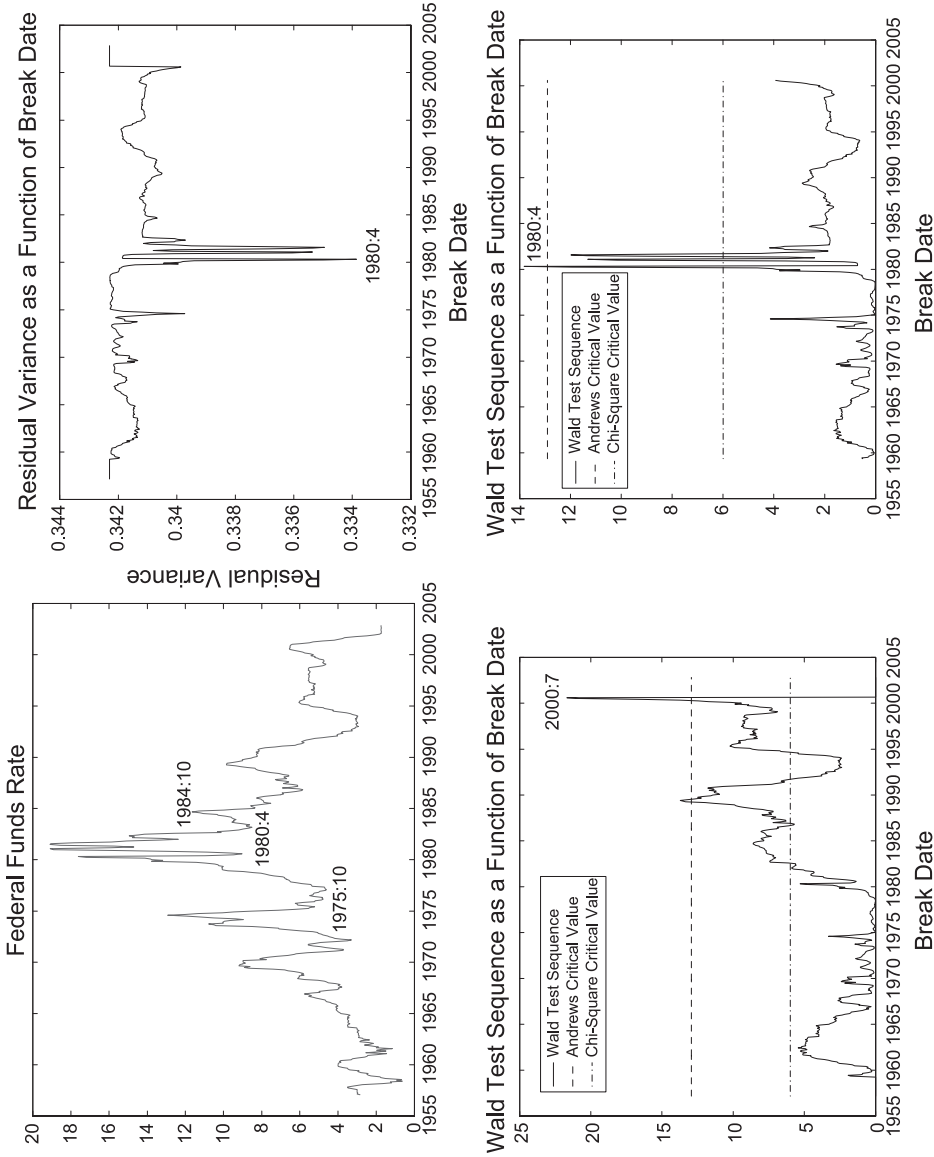 Federal Funds Rate
20
18
16
14
12
10
8
6
4
2
0
1984:10
1980:4
1975:10
1955 1960 1965 1970 1975 1980 1985 1990 1995 2000 2005
Residual Variance as a Function of Break Date
Residual Variance
0.344
0.342
0.34
0.338
0.336
0.334
0.332
1980:4
1955 1960 1965 1970 1975 1980 1985 1990 1995 2000 2005
Break Date
Wald Test Sequence as a Function of Break Date
25
20
15
10
5
0
Wald Test Sequence
Andrews Critical Value
Chi-Square Critical Value
2000:7
1955 1960 1965 1970 1975 1980 1985 1990 1995 2000 2005
Break Date
Wald Test Sequence as a Function of Break Date
14
12
10
8
6
4
2
0
1980:4
Wald Test Sequence
Andrews Critical Value
Chi-Square Critical Value
1955 1960 1965 1970 1975 1980 1985 1990 1995 2000 2005
Break Date